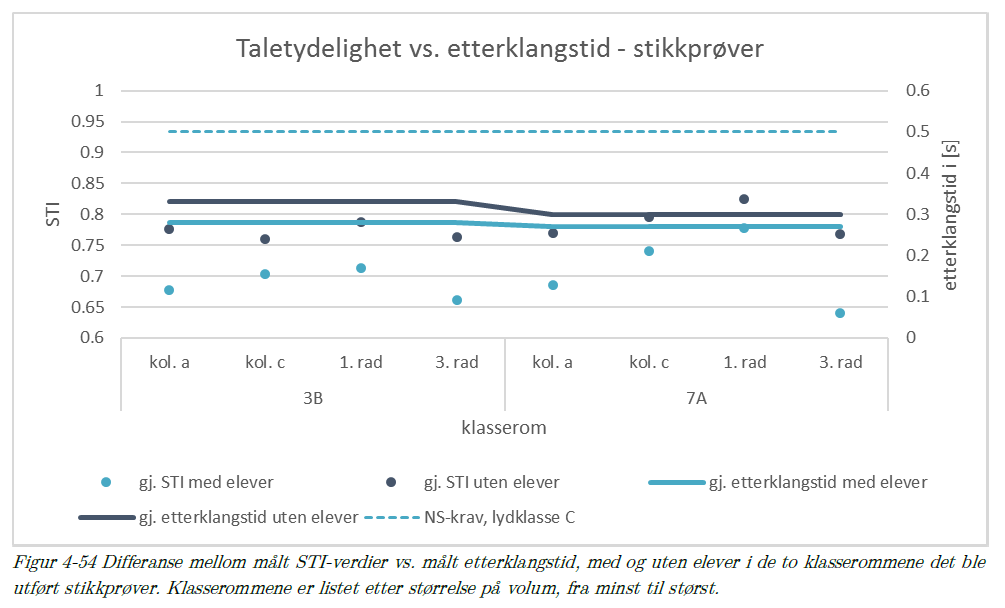 Taletydelighet vs. etterklangstid - stikkprøver
1
0.95
0.9
0.85
0.8
0.75
0.7
0.65
0.6
STI
0.6
0.5
0.4
0.3
0.2
0.1
0
etterklangstid i [s]
kol. a kol. c 1. rad 3. rad kol. a kol. c 1. rad 3. rad
3B 7A
klasserom
gj. STI med elever gj. STI uten elever gj. etterklangstid med elever
gj. etterklangstid uten elever NS-krav, lydklasse C
Figur 4-54 Differanse mellom målt STI-verdier vs. målt etterklangstid, med og uten elever i de to klasserommene det ble
utført stikkprøver. Klasserommene er listet etter størrelse på volum, fra minst til størst.